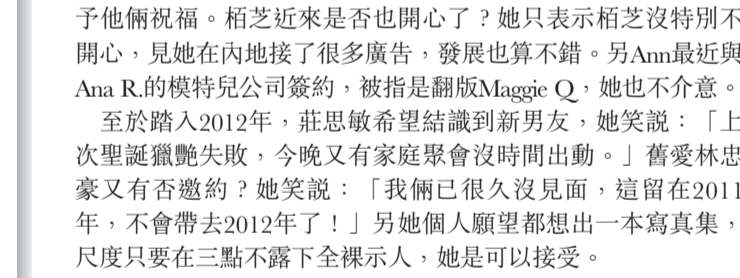 予他倆祝福。栢芝近來是否也開心了?她只表示栢芝沒特別不
開心,見她在內地接了很多廣告,發展也算不錯。另Ann最近與
Ana R.的模特兒公司簽約,被指是翻版Maggie Q,她也不介意。
至於踏入2012年,莊思敏希望結識到新男友,她笑説:「上
次聖誕獵艷失敗,今晚又有家庭聚會沒時間出動。」舊愛林忠
豪又有否邀約?她笑説:「我倆已很久沒見面,這留在2011
年,不會帶去2012年了!」另她個人願望都想出一本寫真集,
尺度只要在三點不露下全裸示人,她是可以接受。